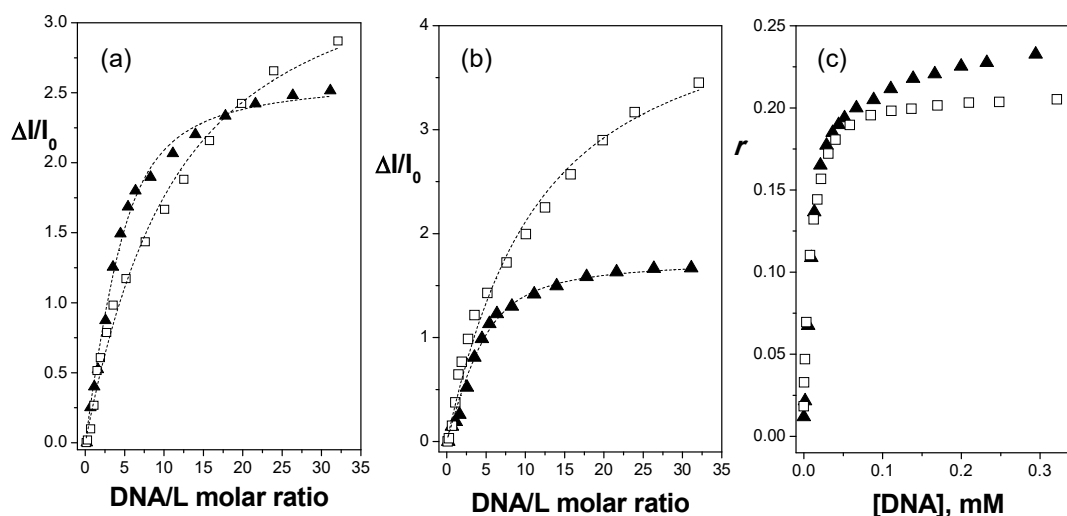 (a)
ΔI/I₀
3.0
2.5
2.0
1.5
1.0
0.5
0.0
0 5 10 15 20 25 30 35
DNA/L molar ratio
(b)
ΔI/I₀
4
3
2
1
0
0 5 10 15 20 25 30 35
DNA/L molar ratio
(c)
r
0.25
0.20
0.15
0.10
0.05
0.00
0.0 0.1 0.2 0.3
[DNA], mM